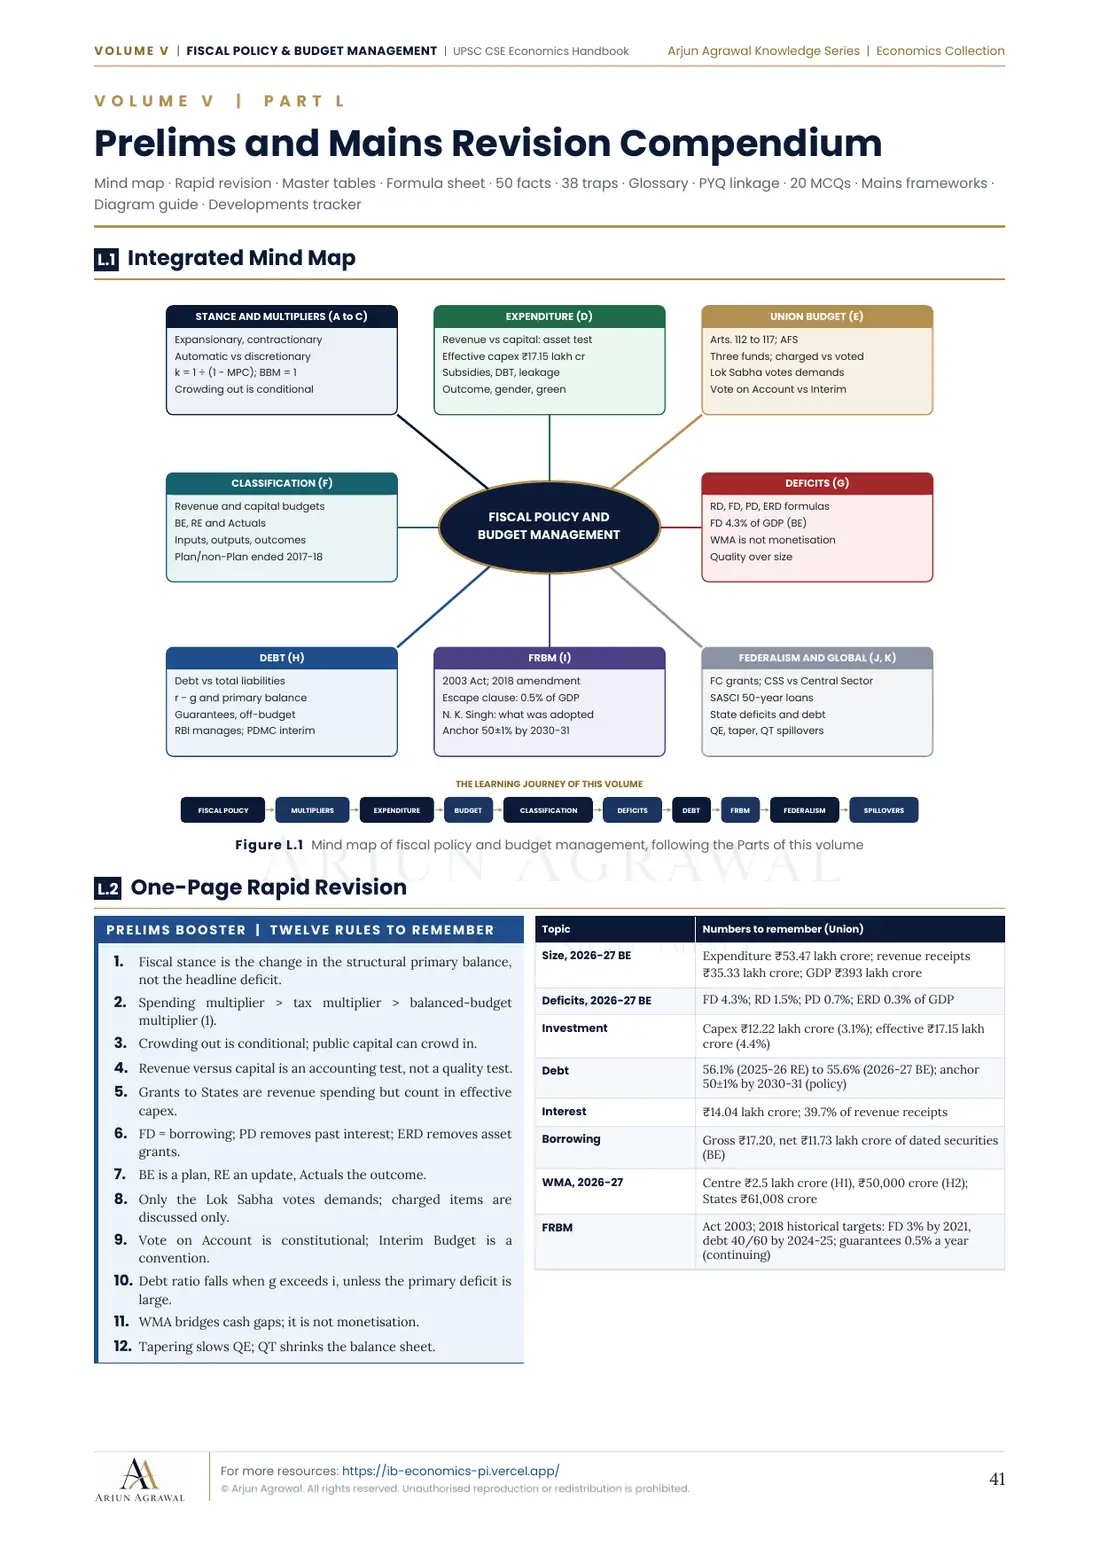 VOLUME V | FISCAL POLICY & BUDGET MANAGEMENT | UPSC CSE Economics Handbook
Arjun Agrawal Knowledge Series | Economics Collection
VOLUME V | PART L
Prelims and Mains Revision Compendium
Mind map · Rapid revision · Master tables · Formula sheet · 50 facts · 38 traps · Glossary · PYQ linkage · 20 MCQs · Mains frameworks ·
Diagram guide · Developments tracker
L.1 Integrated Mind Map
STANCE AND MULTIPLIERS (A to C)
Expansionary, contractionary
Automatic vs discretionary
k = 1 ÷ (1 - MPC); BBM = 1
Crowding out is conditional
EXPENDITURE (D)
Revenue vs capital: asset test
Effective capex ₹17.15 lakh cr
Subsidies, DBT, leakage
Outcome, gender, green
UNION BUDGET (E)
Arts. 112 to 117; AFS
Three funds; charged vs voted
Lok Sabha votes demands
Vote on Account vs Interim
CLASSIFICATION (F)
Revenue and capital budgets
BE, RE and Actuals
Inputs, outputs, outcomes
Plan/non-Plan ended 2017-18
FISCAL POLICY AND
BUDGET MANAGEMENT
DEFICITS (G)
RD, FD, PD, ERD formulas
FD 4.3% of GDP (BE)
WMA is not monetisation
Quality over size
DEBT (H)
Debt vs total liabilities
r - g and primary balance
Guarantees, off-budget
RBI manages; PDMC interim
FRBM (I)
2003 Act; 2018 amendment
Escape clause: 0.5% of GDP
N. K. Singh: what was adopted
Anchor 50±1% by 2030-31
FEDERALISM AND GLOBAL (J, K)
FC grants; CSS vs Central Sector
SASCI 50-year loans
State deficits and debt
QE, taper, QT spillovers
THE LEARNING JOURNEY OF THIS VOLUME
FISCAL POLICY
MULTIPLIERS
EXPENDITURE
BUDGET
CLASSIFICATION
DEFICITS
DEBT
FRBM
FEDERALISM
SPILLOVERS
Figure L.1 Mind map of fiscal policy and budget management, following the Parts of this volume
ARJUN AGRAWAL
L.2 One-Page Rapid Revision
PRELIMS BOOSTER | TWELVE RULES TO REMEMBER
1. Fiscal stance is the change in the structural primary balance,
not the headline deficit.
2. Spending multiplier > tax multiplier > balanced-budget
multiplier (1).
3. Crowding out is conditional; public capital can crowd in.
4. Revenue versus capital is an accounting test, not a quality test.
5. Grants to States are revenue spending but count in effective
capex.
6. FD = borrowing; PD removes past interest; ERD removes asset
grants.
7. BE is a plan, RE an update, Actuals the outcome.
8. Only the Lok Sabha votes demands; charged items are
discussed only.
9. Vote on Account is constitutional; Interim Budget is a
convention.
10. Debt ratio falls when g exceeds i, unless the primary deficit is
large.
11. WMA bridges cash gaps; it is not monetisation.
12. Tapering slows QE; QT shrinks the balance sheet.
Topic Numbers to remember (Union)
Size, 2026-27 BE Expenditure ₹53.47 lakh crore; revenue receipts
₹35.33 lakh crore; GDP ₹393 lakh crore
Deficits, 2026-27 BE FD 4.3%; RD 1.5%; PD 0.7%; ERD 0.3% of GDP
Investment Capex ₹12.22 lakh crore (3.1%); effective ₹17.15 lakh
crore (4.4%)
Debt 56.1% (2025-26 RE) to 55.6% (2026-27 BE); anchor
50±1% by 2030-31 (policy)
Interest ₹14.04 lakh crore; 39.7% of revenue receipts
Borrowing Gross ₹17.20, net ₹11.73 lakh crore of dated securities
(BE)
WMA, 2026-27 Centre ₹2.5 lakh crore (H1), ₹50,000 crore (H2);
States ₹61,008 crore
FRBM Act 2003; 2018 historical targets: FD 3% by 2021,
debt 40/60 by 2024-25; guarantees 0.5% a year
(continuing)
ARJUN AGRAWAL
For more resources: https://ib-economics-pi.vercel.app/
© Arjun Agrawal. All rights reserved. Unauthorised reproduction or redistribution is prohibited.
41